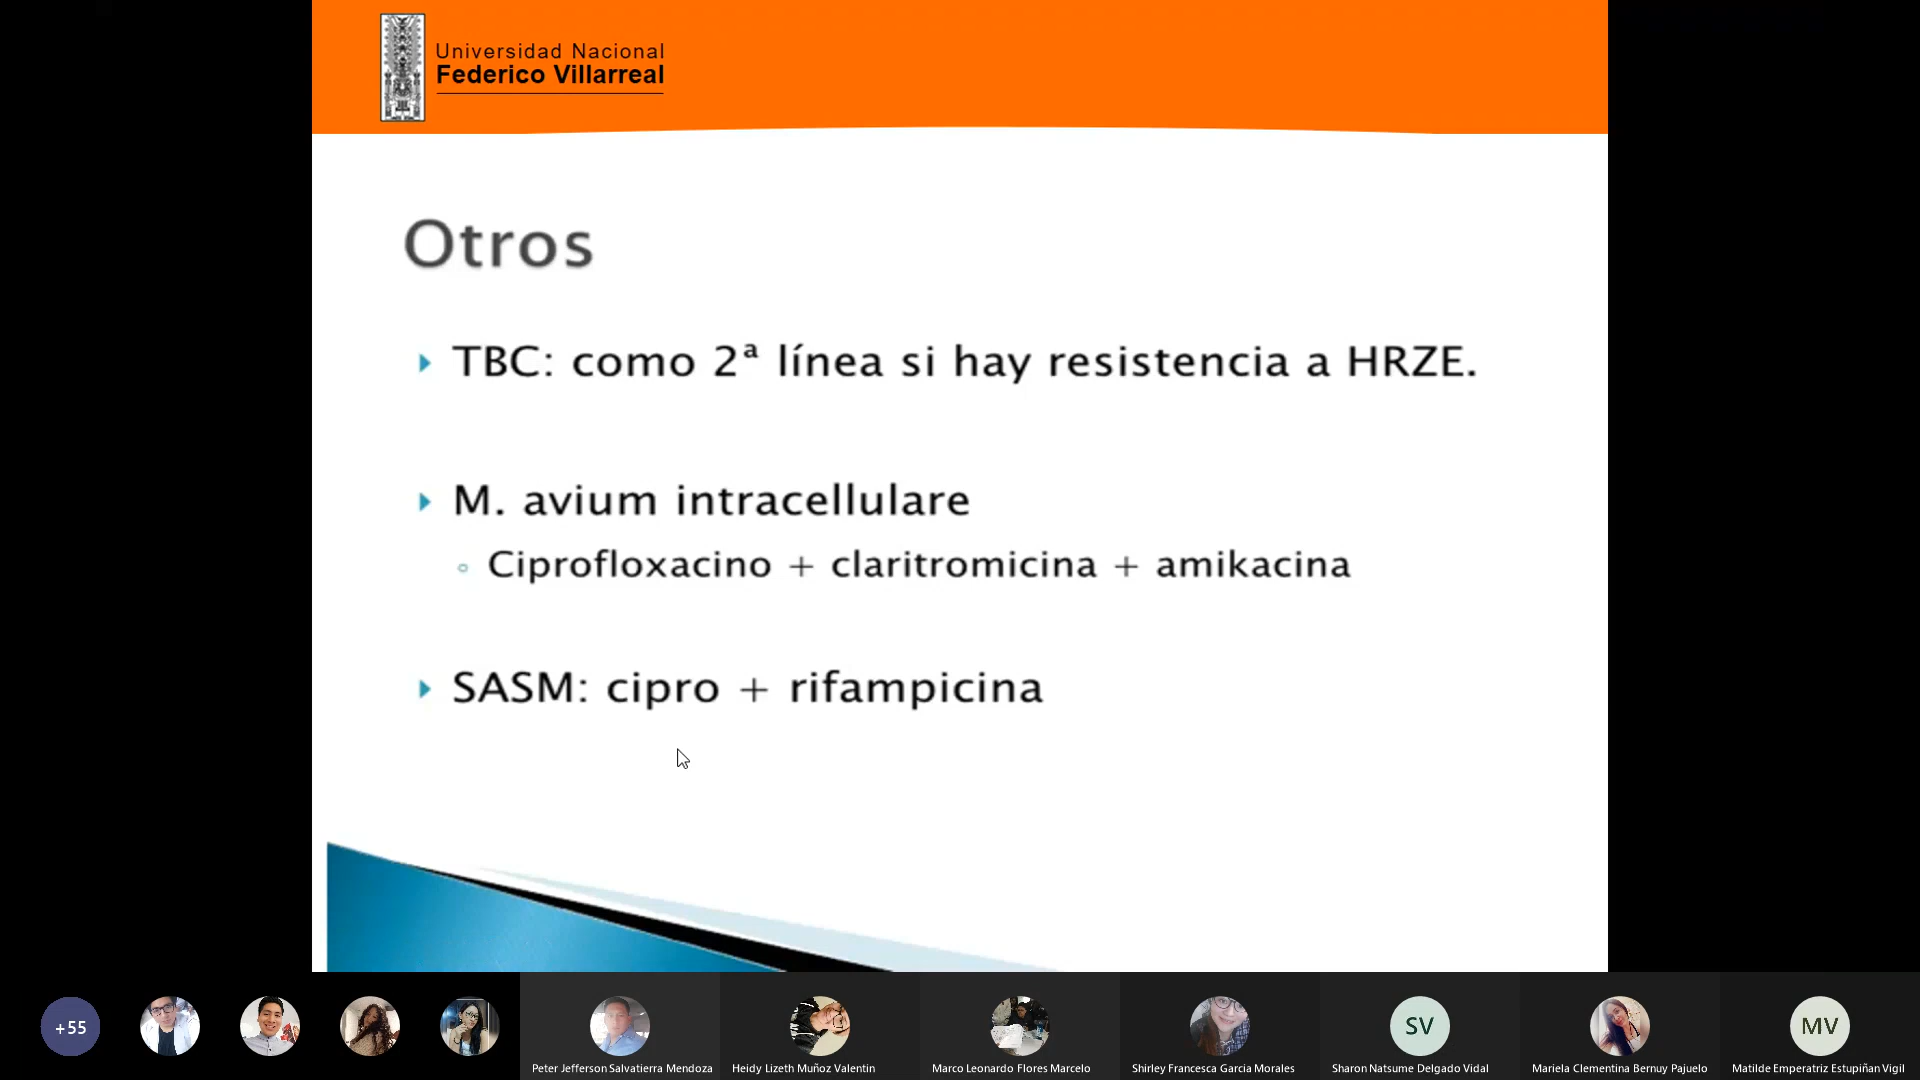 Universidad Nacional
Federico Villarreal
Otros
TBC: como 2ª línea si hay resistencia a HRZE.
M. avium intracellulare
Ciprofloxacino + claritromicina + amikacina
SASM: cipro + rifampicina
+55
SV
MV
Peter Jefferson Salvatierra Mendoza
Heidy Lizeth Muñoz Valentin
Marco Leonardo Flores Marcelo
Shirley Francesca Garcia Morales
Sharon Natsume Delgado Vidal
Mariela Clementina Bernuy Pajuelo
Matilde Emperatriz Estupiñan Vigil